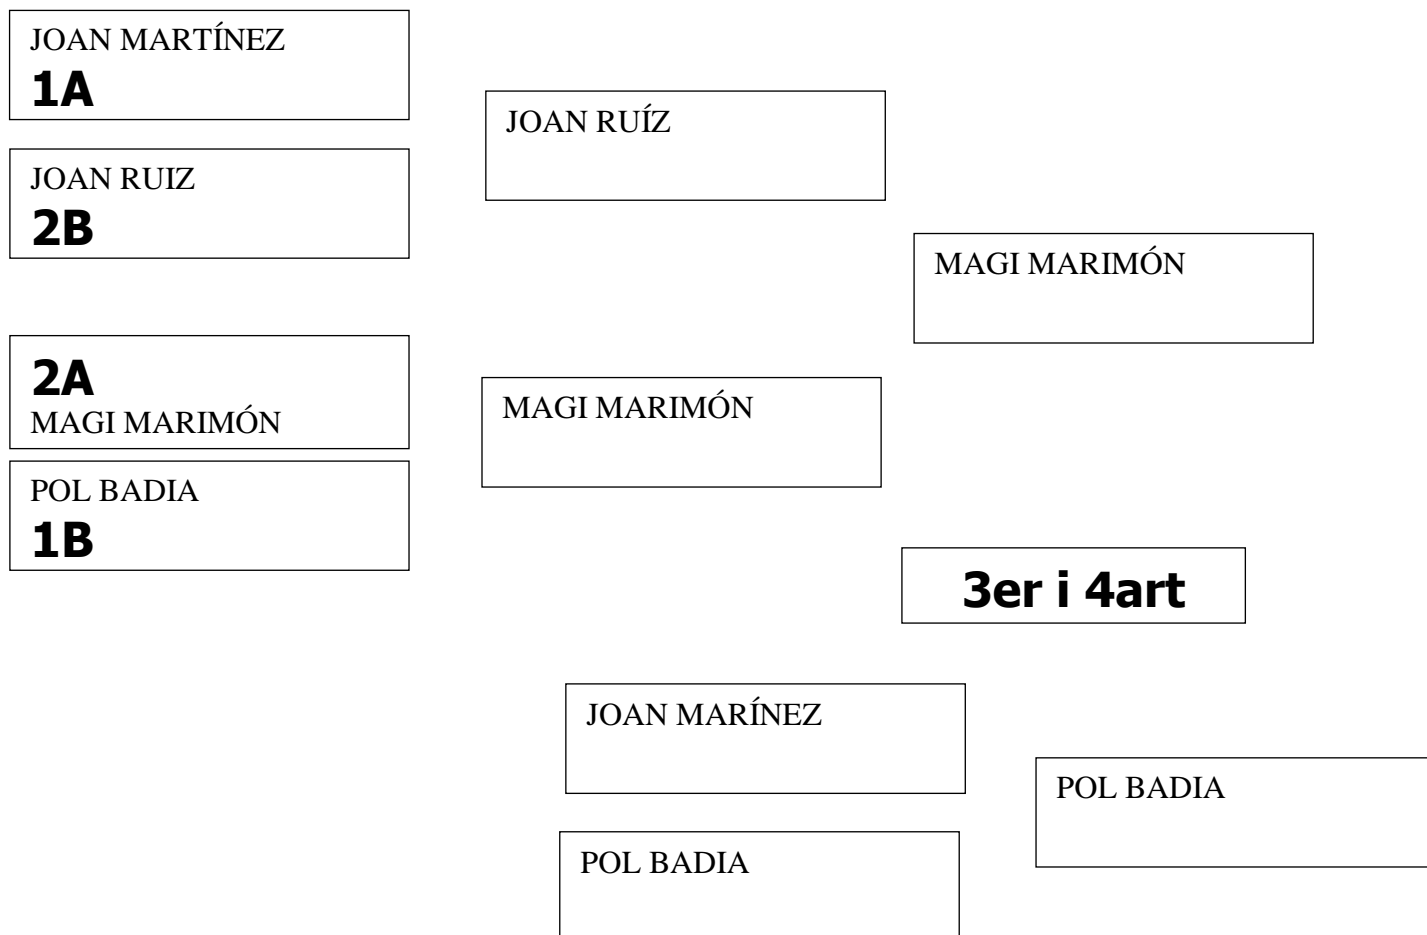 JOAN MARTÍNEZ
1A
JOAN RUÍZ
JOAN RUIZ
2B
MAGI MARIMÓN
2A
MAGI MARIMÓN
MAGI MARIMÓN
POL BADIA
1B
3er i 4art
JOAN MARÍNEZ
POL BADIA
POL BADIA